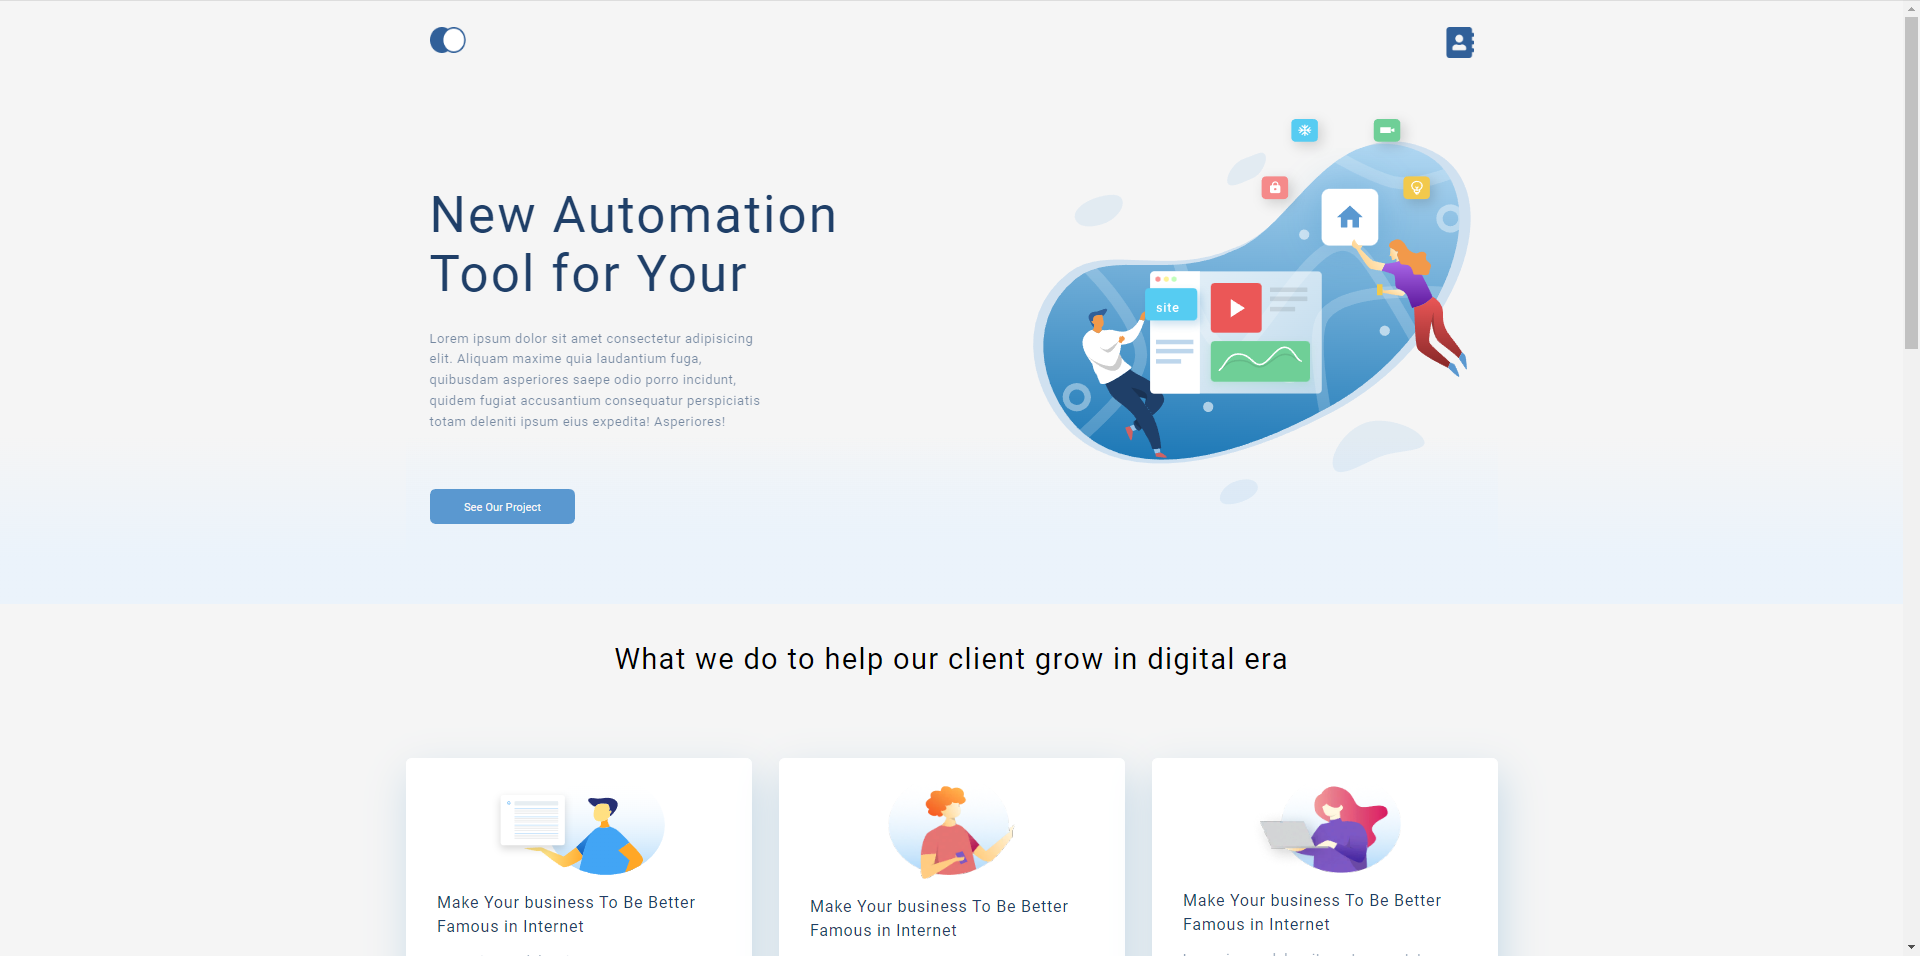 New Automation
Tool for Your
Lorem ipsum dolor sit amet consectetur adipisicing
elit. Aliquam maxime quia laudantium fuga,
quibusdam asperiores saepe odio porro incidunt,
quidem fugiat accusantium consequatur perspiciatis
totam deleniti ipsum eius expedita! Asperiores!
See Our Project
site
What we do to help our client grow in digital era
Make Your business To Be Better
Famous in Internet
Make Your business To Be Better
Famous in Internet
Make Your business To Be Better
Famous in Internet